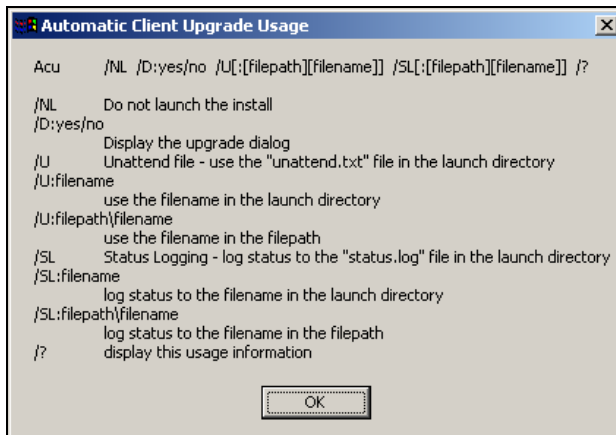 Automatic Client Upgrade Usage
Acu /NL /D:yes/no /U[:[filepath][filename]] /SL[:[filepath][filename]] /?
/NL Do not launch the install
/D:yes/no
Display the upgrade dialog
/U Unattend file - use the "unattend.txt" file in the launch directory
/U:filename
use the filename in the launch directory
/U:filepath\filename
use the filename in the filepath
/SL Status Logging - log status to the "status.log" file in the launch directory
/SL:filename
log status to the filename in the launch directory
/SL:filepath\filename
log status to the filename in the filepath
/? display this usage information
OK